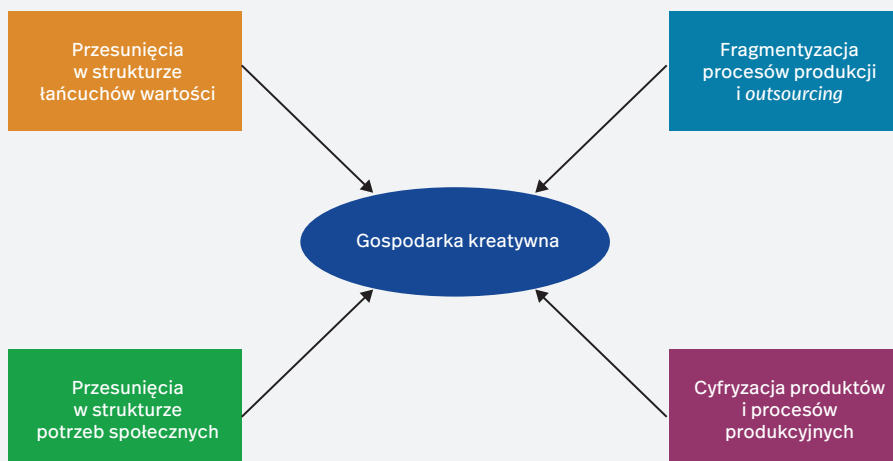 Przesunięcia
w strukturze
łańcuchów wartości
Fragmentyzacja
procesów produkcji
i outsourcing
Gospodarka kreatywna
Przesunięcia
w strukturze
potrzeb społecznych
Cyfryzacja produktów
i procesów
produkcyjnych